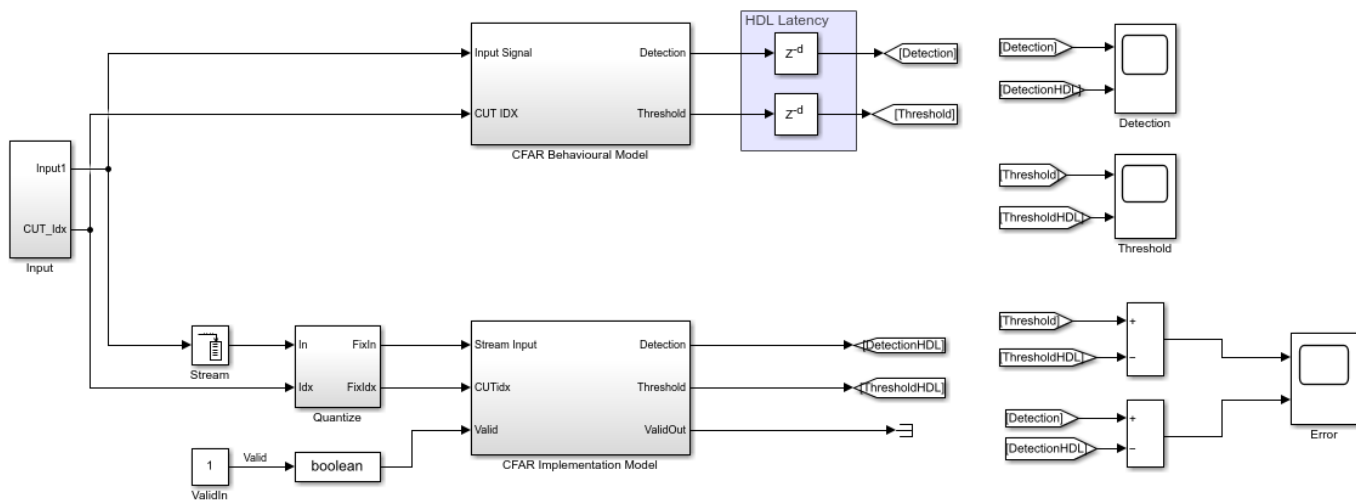 HDL Latency
Input Signal
Detection
CUT IDX
Threshold
CFAR Behavioural Model
Z-d
Z-d
[Detection]
[Threshold]
[Detection]
[DetectionHDL]
Detection
[Threshold]
[ThresholdHDL]
Threshold
Input1
CUT_Idx
Input
Stream
In
FixIn
Idx
FixIdx
Quantize
Stream Input
Detection
CUTidx
Threshold
Valid
ValidOut
CFAR Implementation Model
[DetectionHDL]
[ThresholdHDL]
1
Valid
ValidIn
boolean
[Threshold]
[ThresholdHDL]
+
−
[Detection]
[DetectionHDL]
+
−
Error